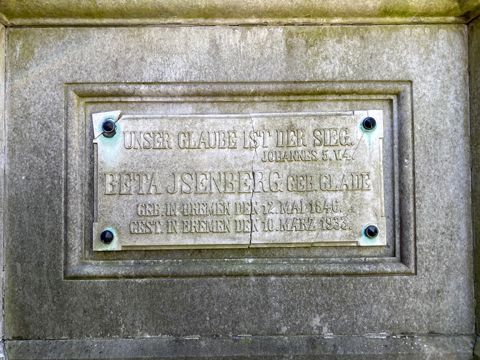 UNSER GLAUBE IST DER SIEG.
JOHANNES 5. V. 4.
BETA JSENBERG. GEB. GLADE
GEB. IN BREMEN DEN 12. MAI 1846.
GEST. IN BREMEN DEN 10. MÄRZ 1933.